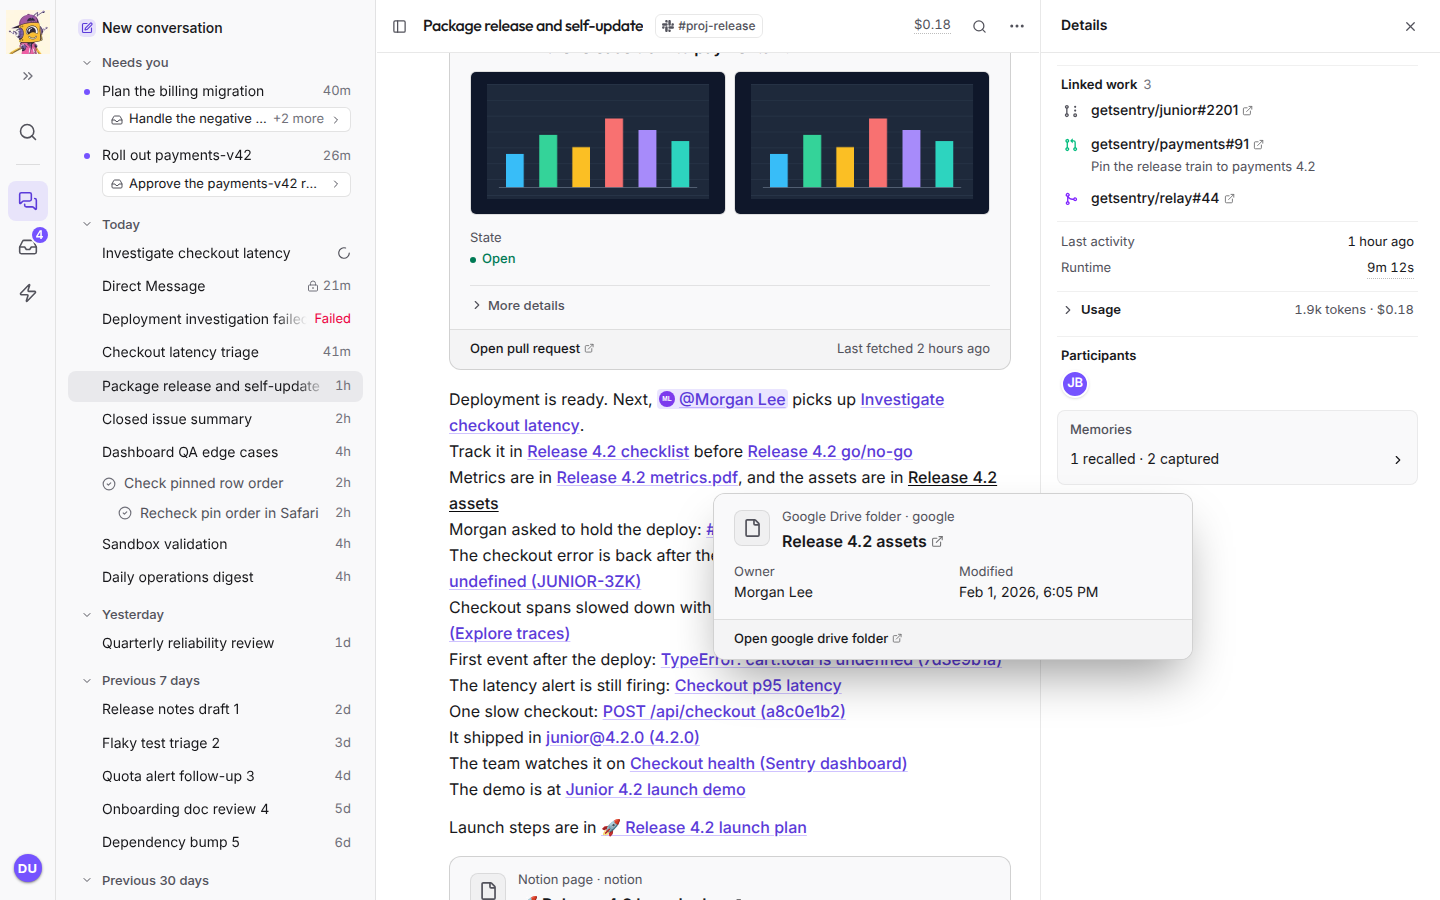 New conversation
Needs you
Plan the billing migration 40m
Handle the negative ... +2 more
Roll out payments-v42 26m
Approve the payments-v42 r...
Today
Investigate checkout latency
Direct Message 21m
Deployment investigation failed Failed
Checkout latency triage 41m
Package release and self-update 1h
Closed issue summary 2h
Dashboard QA edge cases 4h
Check pinned row order 2h
Recheck pin order in Safari 2h
Sandbox validation 4h
Daily operations digest 4h
Yesterday
Quarterly reliability review 1d
Previous 7 days
Release notes draft 1 2d
Flaky test triage 2 3d
Quota alert follow-up 3 4d
Onboarding doc review 4 5d
Dependency bump 5 6d
Previous 30 days
4
DU
Package release and self-update #proj-release $0.18
State
Open
More details
Open pull request Last fetched 2 hours ago
Deployment is ready. Next, ML @Morgan Lee picks up Investigate
checkout latency.
Track it in Release 4.2 checklist before Release 4.2 go/no-go
Metrics are in Release 4.2 metrics.pdf, and the assets are in Release 4.2
assets
Morgan asked to hold the deploy: #
The checkout error is back after the
undefined (JUNIOR-3ZK)
Checkout spans slowed down with
(Explore traces)
First event after the deploy: TypeError: cart.total is undefined (7d3e9b1a)
The latency alert is still firing: Checkout p95 latency
One slow checkout: POST /api/checkout (a8c0e1b2)
It shipped in junior@4.2.0 (4.2.0)
The team watches it on Checkout health (Sentry dashboard)
The demo is at Junior 4.2 launch demo
Launch steps are in 🚀 Release 4.2 launch plan
Notion page · notion
Google Drive folder · google
Release 4.2 assets
Owner Modified
Morgan Lee Feb 1, 2026, 6:05 PM
Open google drive folder
Details
Linked work 3
getsentry/junior#2201
getsentry/payments#91
Pin the release train to payments 4.2
getsentry/relay#44
Last activity 1 hour ago
Runtime 9m 12s
Usage 1.9k tokens · $0.18
Participants
JB
Memories
1 recalled · 2 captured